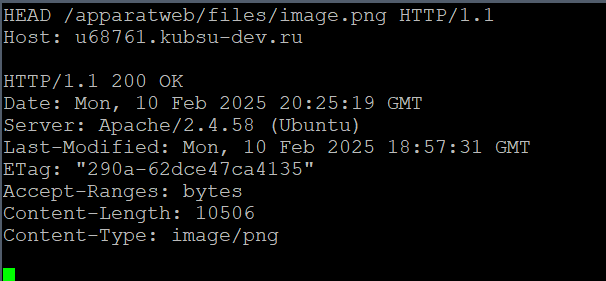 HEAD /apparatweb/files/image.png HTTP/1.1
Host: u68761.kubsu-dev.ru
HTTP/1.1 200 OK
Date: Mon, 10 Feb 2025 20:25:19 GMT
Server: Apache/2.4.58 (Ubuntu)
Last-Modified: Mon, 10 Feb 2025 18:57:31 GMT
ETag: "290a-62dce47ca4135"
Accept-Ranges: bytes
Content-Length: 10506
Content-Type: image/png